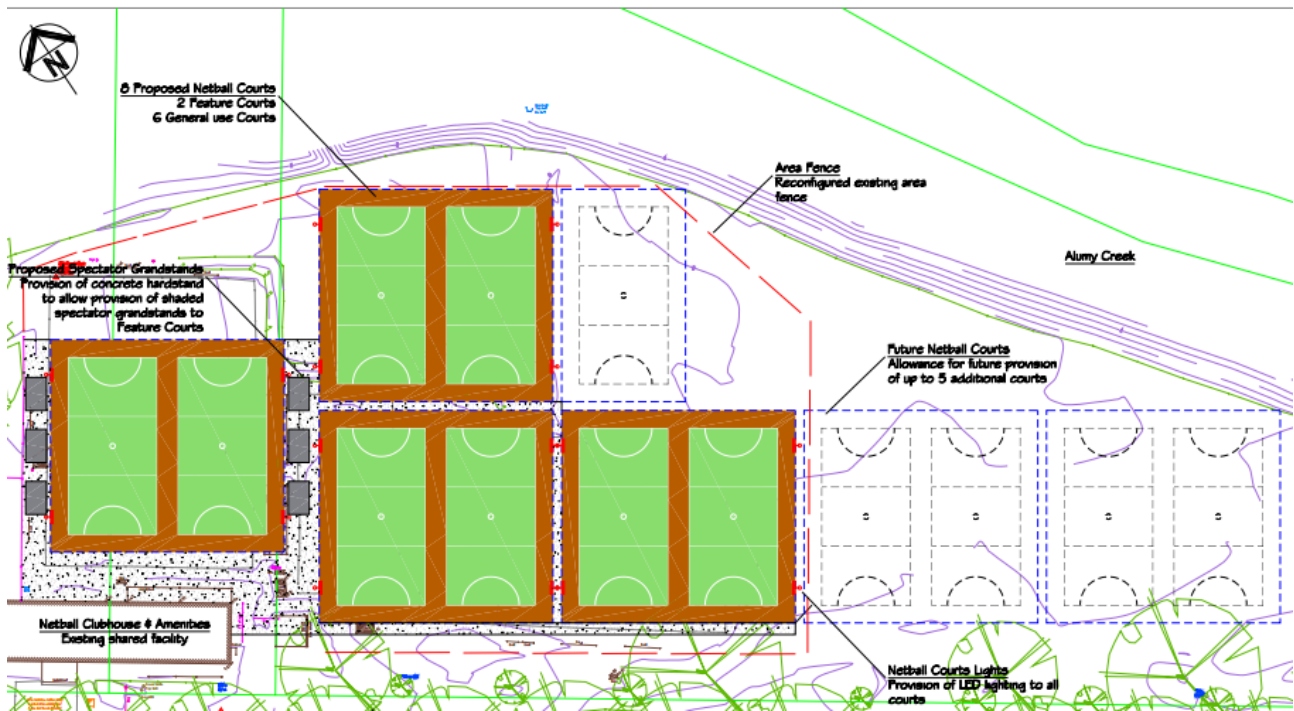 N
8 Proposed Netball Courts
2 Feature Courts
6 General use Courts
Area Fence
Reconfigured existing area
fence
Alumy Creek
Proposed Spectator Grandstands
Provision of concrete hardstand
to allow provision of shaded
spectator grandstands to
Feature Courts
Future Netball Courts
Allowance for future provision
of up to 5 additional courts
Netball Clubhouse & Amenities
Existing shared facility
Netball Courts Lights
Provision of LED lighting to all
courts